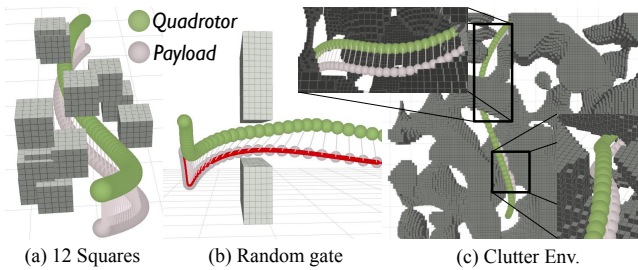 Quadrotor
Payload
(a) 12 Squares
(b) Random gate
(c) Clutter Env.